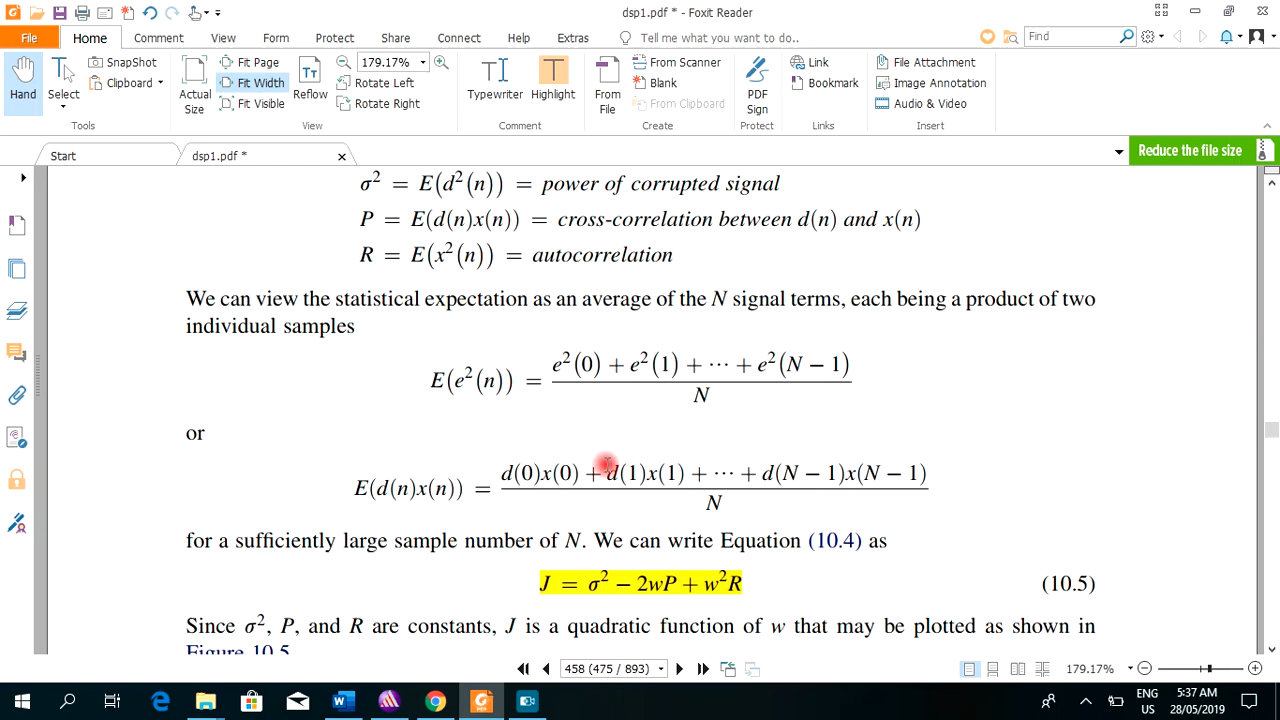 dsp1.pdf * - Foxit Reader
File Home Comment View Form Protect Share Connect Help Extras Tell me what you want to do.. Find
Hand Select SnapShot Clipboard Actual Size Fit Page Fit Width Fit Visible Reflow 179.17% Rotate Left Rotate Right Typewriter Highlight From File From Scanner Blank From Clipboard PDF Sign Link Bookmark File Attachment Image Annotation Audio & Video
Tools View Comment Create Protect Links Insert
Start dsp1.pdf * Reduce the file size
σ² = E(d²(n)) = power of corrupted signal
P = E(d(n)x(n)) = cross-correlation between d(n) and x(n)
R = E(x²(n)) = autocorrelation
We can view the statistical expectation as an average of the N signal terms, each being a product of two
individual samples
E(e²(n)) = e²(0) + e²(1) + ··· + e²(N − 1) / N
or
E(d(n)x(n)) = d(0)x(0) + d(1)x(1) + ··· + d(N − 1)x(N − 1) / N
for a sufficiently large sample number of N. We can write Equation (10.4) as
J = σ² − 2wP + w²R (10.5)
Since σ², P, and R are constants, J is a quadratic function of w that may be plotted as shown in
Figure 10.5
458 (475 / 893) 179.17%
ENG 5:37 AM
US 28/05/2019